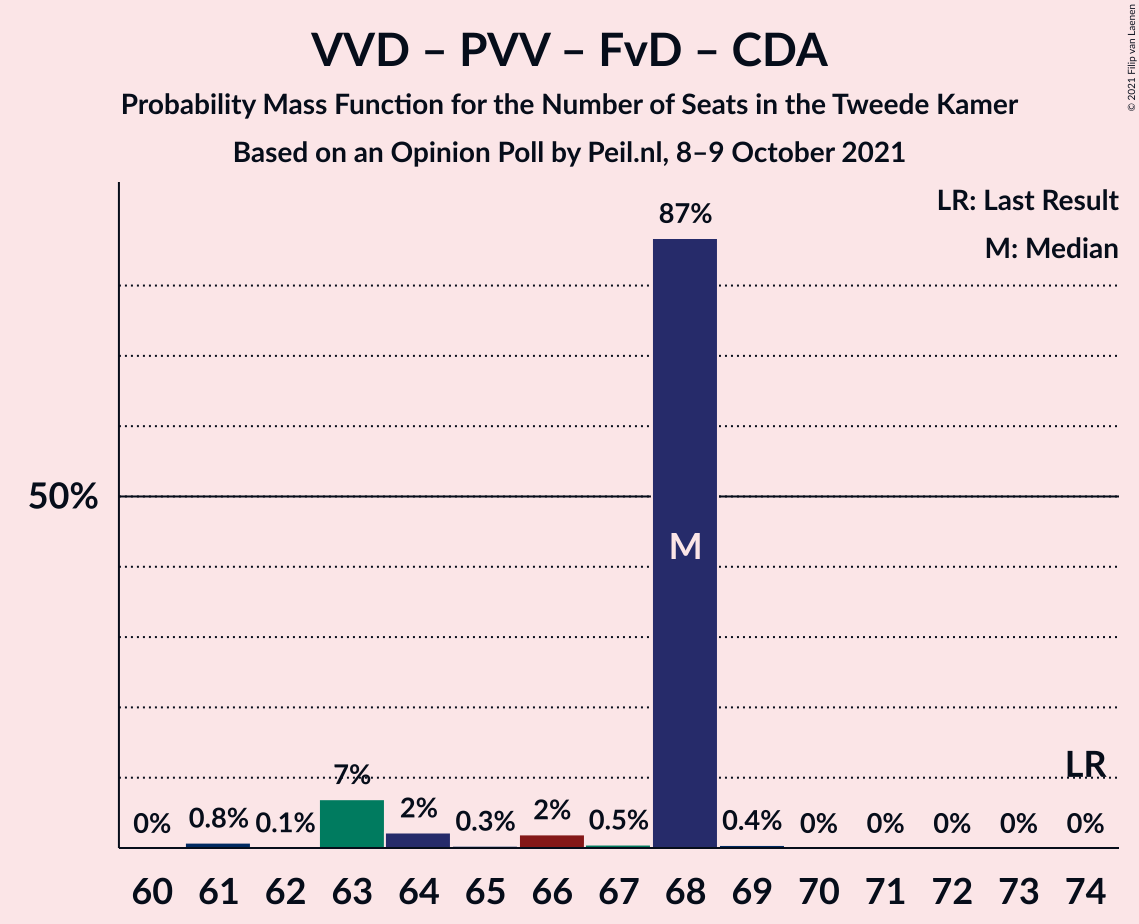 VVD – PVV – FvD – CDA
Probability Mass Function for the Number of Seats in the Tweede Kamer
Based on an Opinion Poll by Peil.nl, 8–9 October 2021
© 2021 Filip van Laenen
LR: Last Result
M: Median
87%
50%
M
LR
7%
0% 0.8% 0.1% 2% 0.3% 2% 0.5% 0.4% 0% 0% 0% 0% 0%
60 61 62 63 64 65 66 67 68 69 70 71 72 73 74